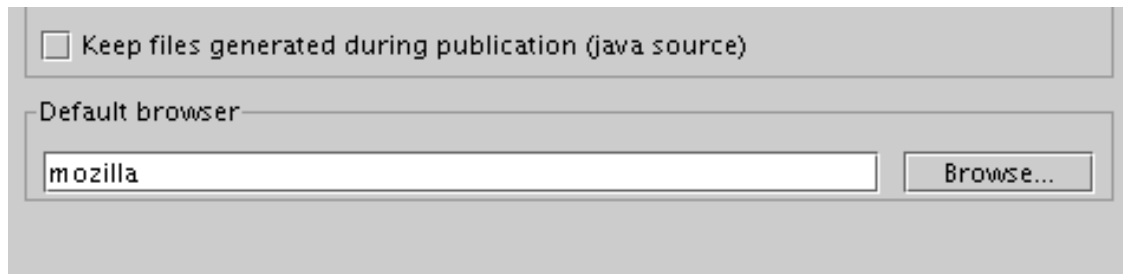 Keep files generated during publication (java source)
Default browser
mozilla
Browse...